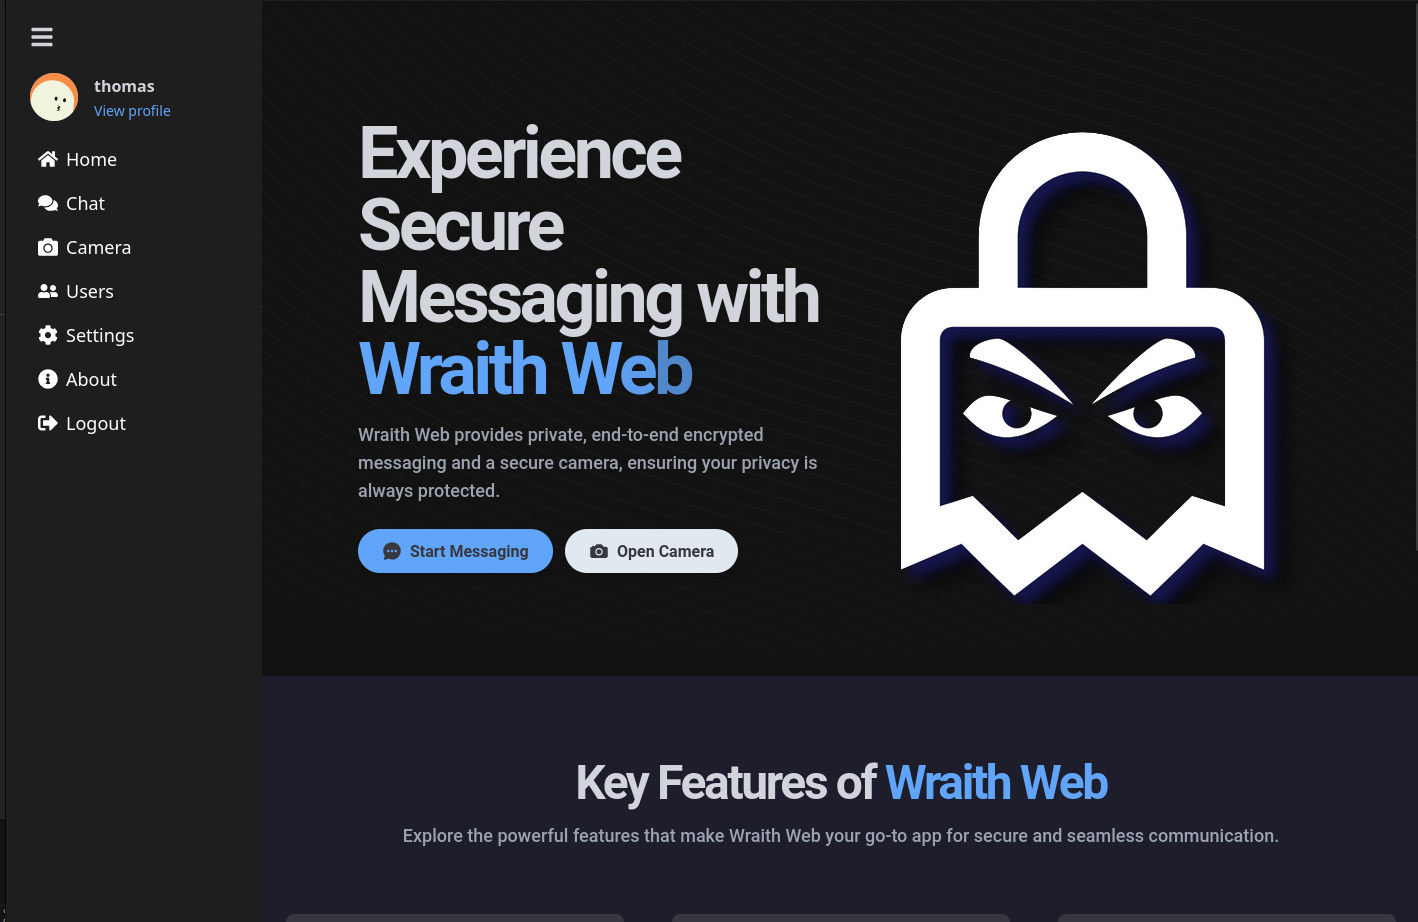 thomas
View profile
Home
Chat
Camera
Users
Settings
About
Logout
Experience
Secure
Messaging with
Wraith Web
Wraith Web provides private, end-to-end encrypted
messaging and a secure camera, ensuring your privacy is
always protected.
Start Messaging
Open Camera
Key Features of Wraith Web
Explore the powerful features that make Wraith Web your go-to app for secure and seamless communication.